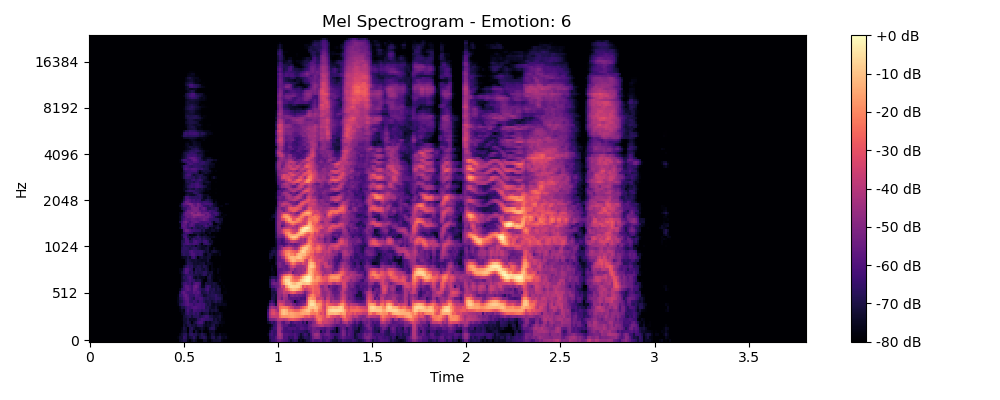 Mel Spectrogram - Emotion: 6
Hz
16384
8192
4096
2048
1024
512
0
0 0.5 1 1.5 2 2.5 3 3.5
Time
+0 dB
-10 dB
-20 dB
-30 dB
-40 dB
-50 dB
-60 dB
-70 dB
-80 dB